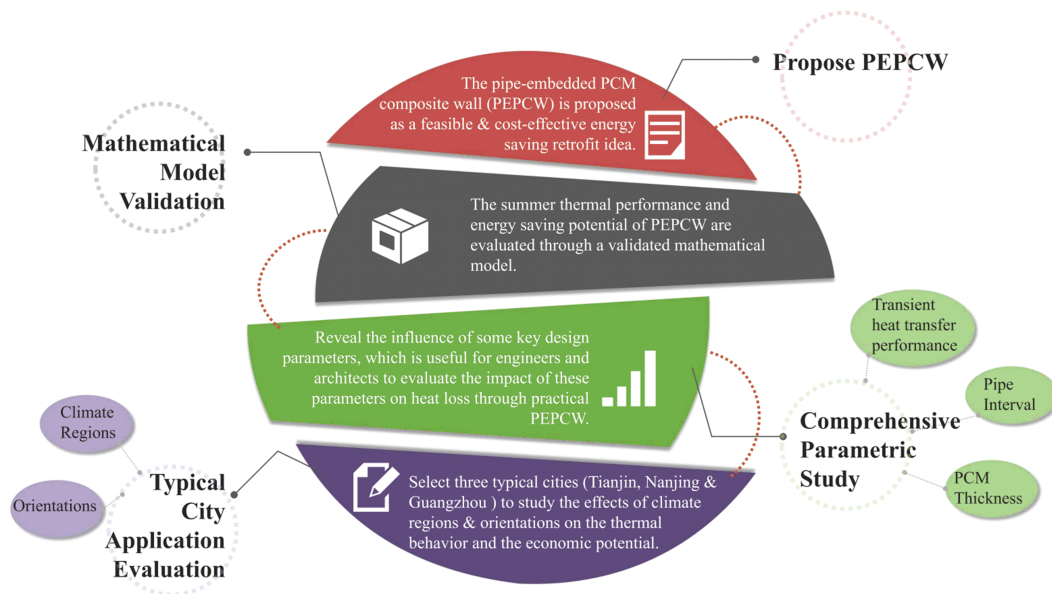 Propose PEPCW
The pipe-embedded PCM
composite wall (PEPCW) is proposed
as a feasible & cost-effective energy
saving retrofit idea.
Mathematical
Model
Validation
The summer thermal performance and
energy saving potential of PEPCW are
evaluated through a validated mathematical
model.
Reveal the influence of some key design
parameters, which is useful for engineers and
architects to evaluate the impact of these
parameters on heat loss through practical
PEPCW.
Transient
heat transfer
performance
Pipe
Interval
Comprehensive
Parametric
Study
PCM
Thickness
Climate
Regions
Orientations
Typical
City
Application
Evaluation
Select three typical cities (Tianjin, Nanjing &
Guangzhou ) to study the effects of climate
regions & orientations on the thermal
behavior and the economic potential.